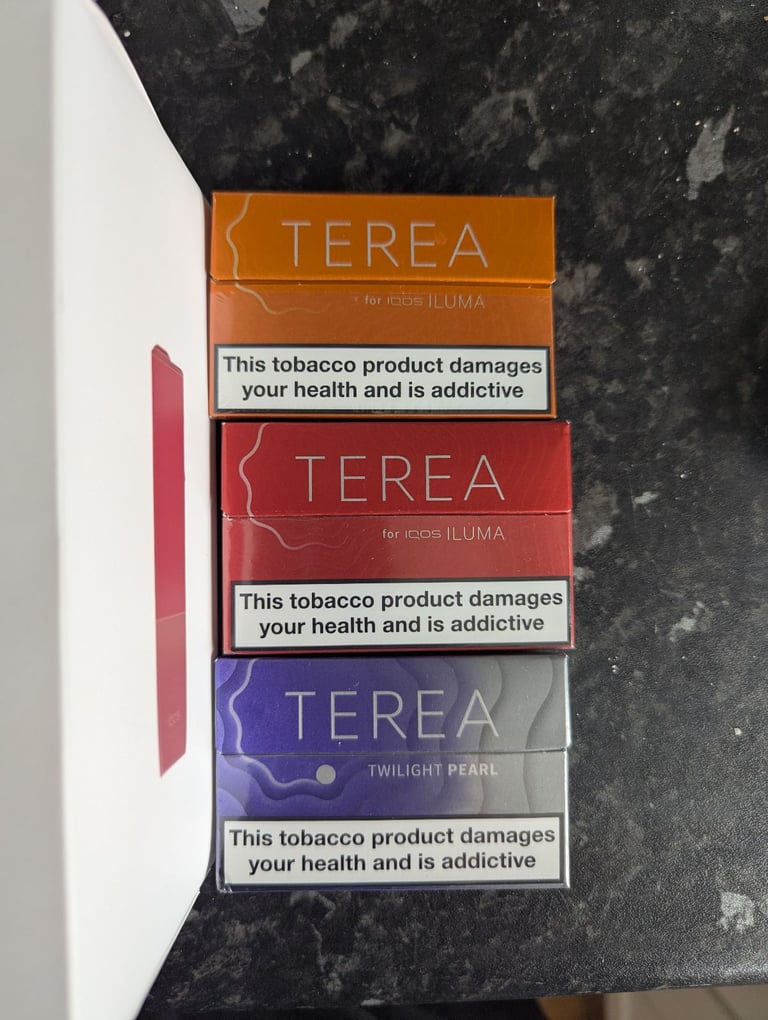 TEREA
for IQOS ILUMA
This tobacco product damages
your health and is addictive
TEREA
for IQOS ILUMA
This tobacco product damages
your health and is addictive
TEREA
TWILIGHT PEARL
This tobacco product damages
your health and is addictive
IQOS